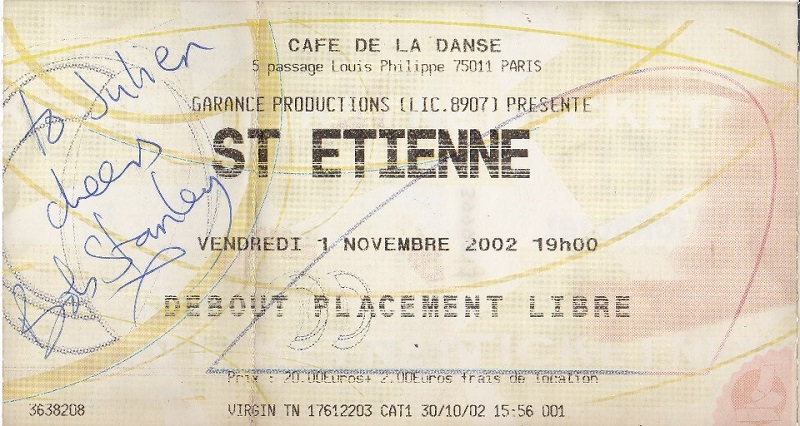 CAFE DE LA DANSE
5 passage Louis Philippe 75011 PARIS
GARANCE PRODUCTIONS (LIC.8907) PRESENTE
ST ETIENNE
VENDREDI 1 NOVEMBRE 2002 19h00
DEBOUT PLACEMENT LIBRE
Prix : 20.00Euros+ 2.00Euros frais de location
3638208
VIRGIN TN 17612203 CAT1 30/10/02 15:56 001
to Julien
cheers
Bob Stanley
x